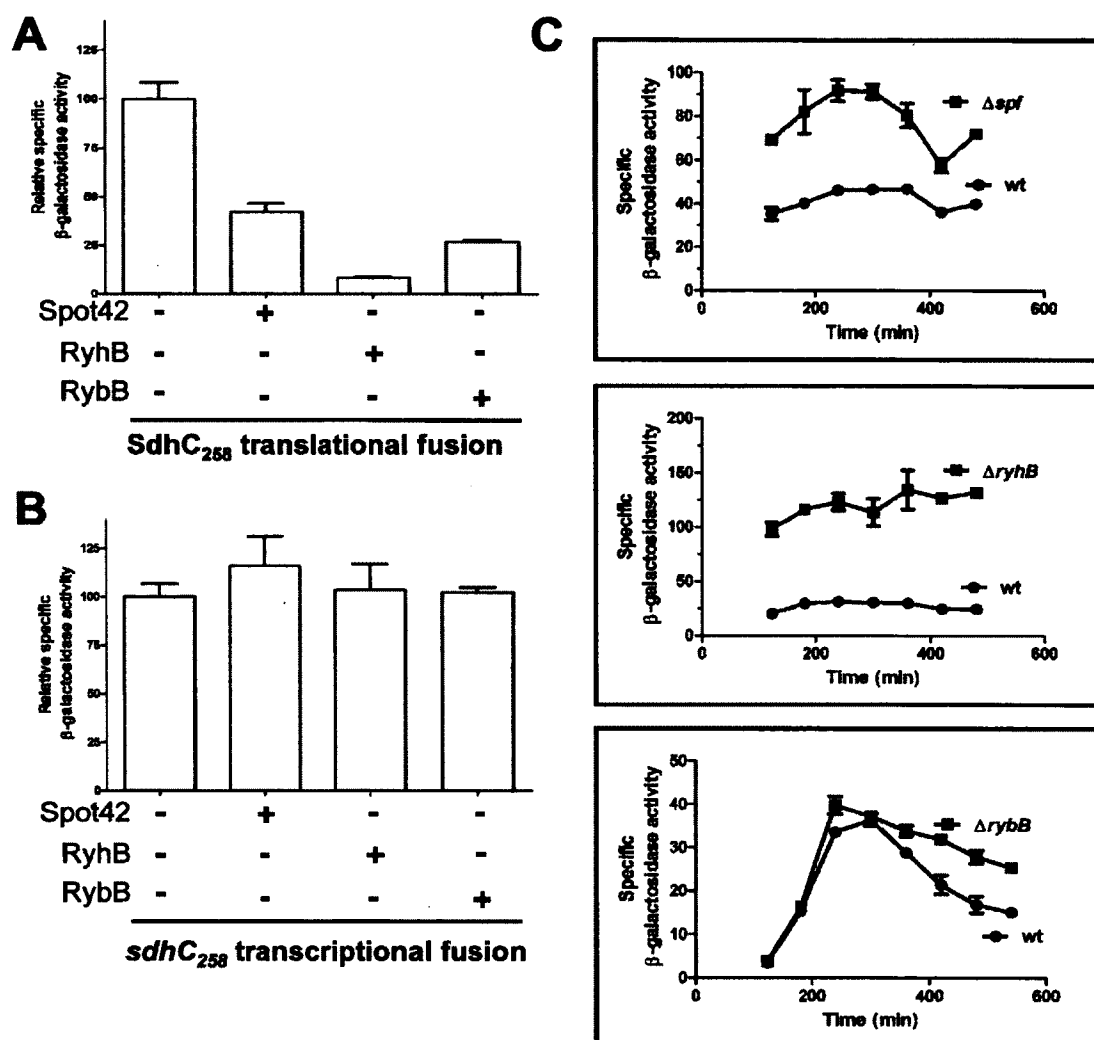 A
Relative specific
β-galactosidase activity
125
100
75
50
25
0
Spot42 - + - -
RyhB - - + -
RybB - - - +
SdhC258 translational fusion
B
Relative specific
β-galactosidase activity
125
100
75
50
25
0
Spot42 - + - -
RyhB - - + -
RybB - - - +
sdhC258 transcriptional fusion
C
Specific
β-galactosidase activity
100
80
60
40
20
0
Δspf
wt
0 200 400 600
Time (min)
Specific
β-galactosidase activity
200
150
100
50
0
ΔryhB
wt
0 200 400 600
Time (min)
Specific
β-galactosidase activity
50
40
30
20
10
0
ΔrybB
wt
0 200 400 600
Time (min)